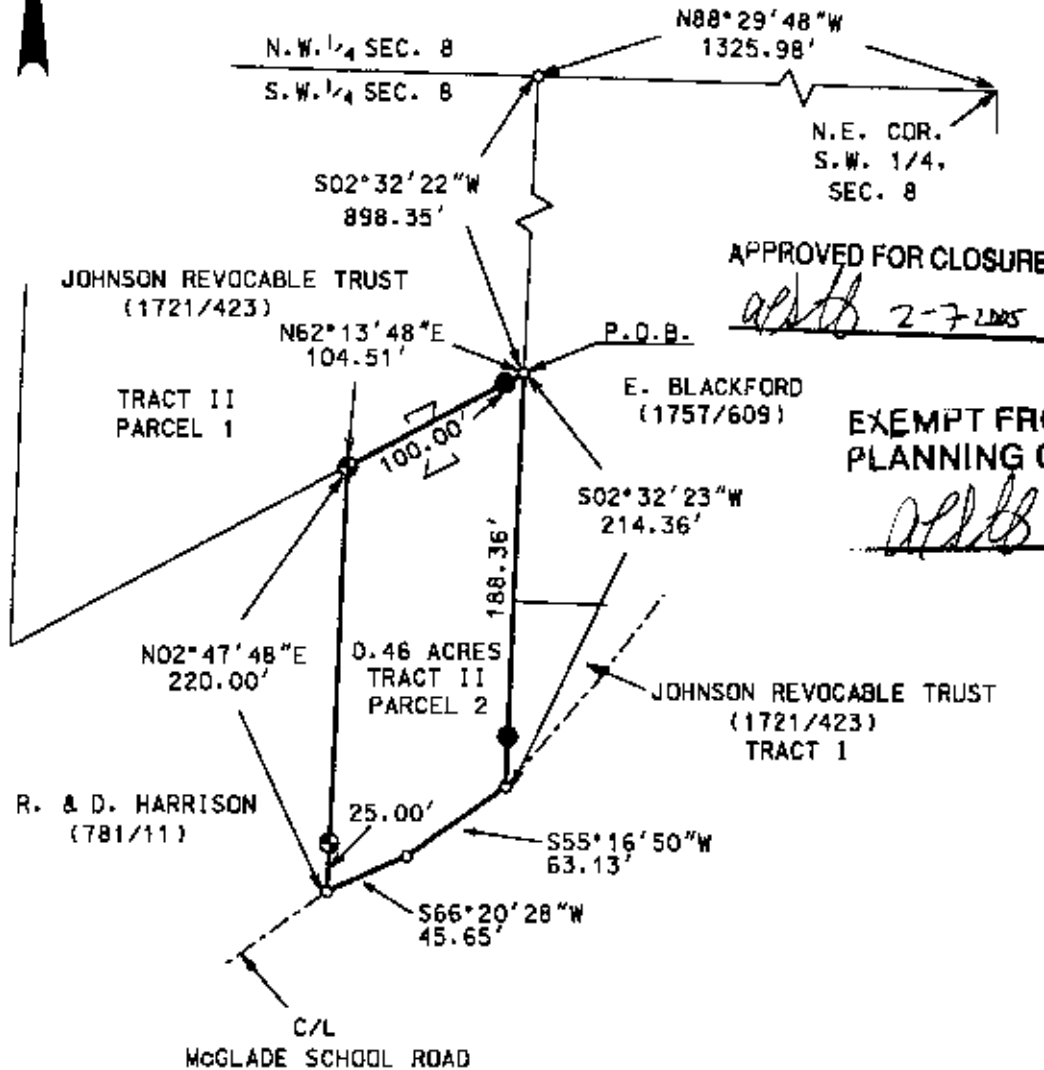 N88°29'48"W
1325.98'
N.W. 1/4 SEC. 8
S.W. 1/4 SEC. 8
N.E. COR.
S.W. 1/4,
SEC. 8
S02°32'22"W
898.35'
APPROVED FOR CLOSURE
2-7-2005
JOHNSON REVOCABLE TRUST
(1721/423)
N62°13'48"E
104.51'
P.O.B.
TRACT II
PARCEL 1
E. BLACKFORD
(1757/609)
100.00'
EXEMPT FRO
PLANNING C
S02°32'23"W
214.36'
188.36'
N02°47'48"E
220.00'
0.46 ACRES
TRACT II
PARCEL 2
JOHNSON REVOCABLE TRUST
(1721/423)
TRACT 1
R. & D. HARRISON
(781/11)
25.00'
S55°16'50"W
63.13'
S66°20'28"W
45.65'
C/L
McGLADE SCHOOL ROAD